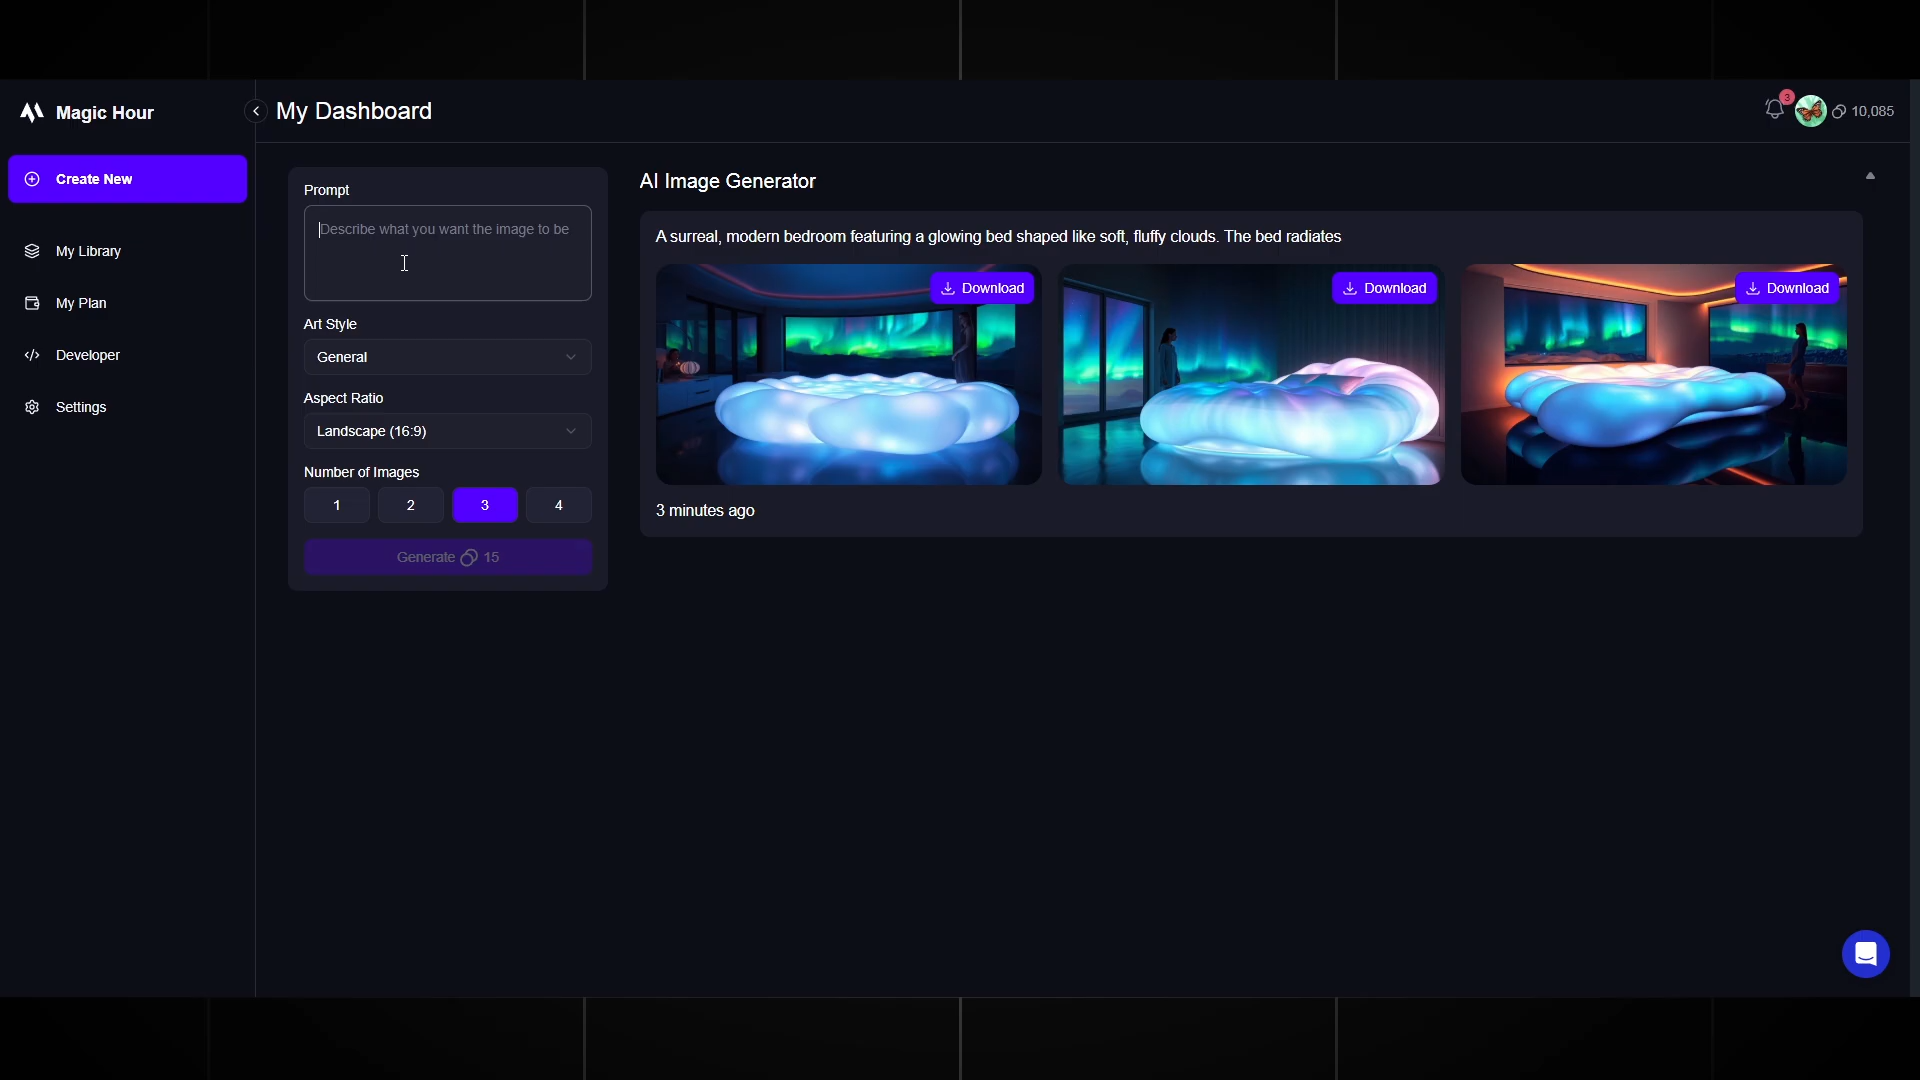 Magic Hour
My Dashboard
3
10,085
Create New
My Library
My Plan
Developer
Settings
Prompt
Describe what you want the image to be
Art Style
General
Aspect Ratio
Landscape (16:9)
Number of Images
1
2
3
4
Generate 15
AI Image Generator
A surreal, modern bedroom featuring a glowing bed shaped like soft, fluffy clouds. The bed radiates
Download
Download
Download
3 minutes ago